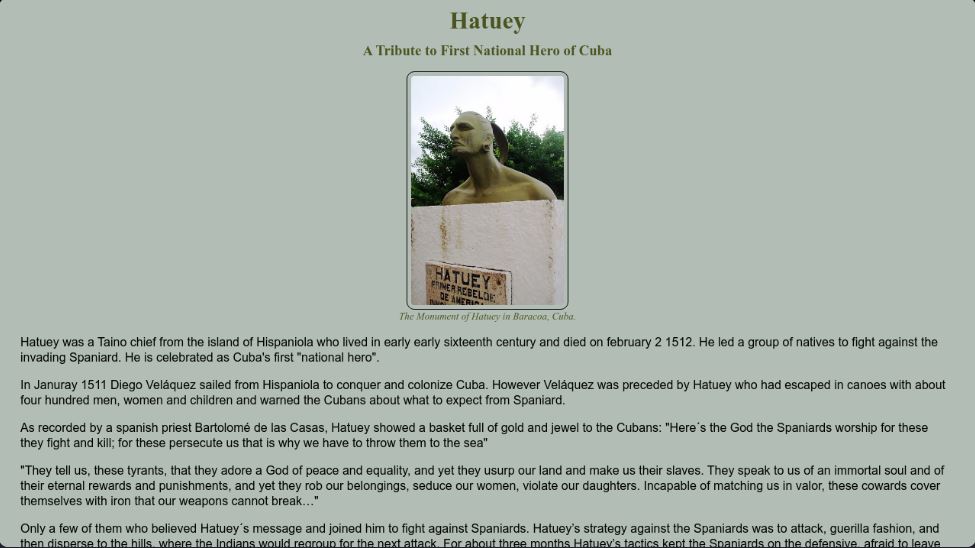 Hatuey
A Tribute to First National Hero of Cuba
HATUEY
PRIMER REBELDE
DE AMERICA
The Monument of Hatuey in Baracoa, Cuba.
Hatuey was a Taino chief from the island of Hispaniola who lived in early early sixteenth century and died on february 2 1512. He led a group of natives to fight against the
invading Spaniard. He is celebrated as Cuba's first "national hero".
In Januray 1511 Diego Veláquez sailed from Hispaniola to conquer and colonize Cuba. However Veláquez was preceded by Hatuey who had escaped in canoes with about
four hundred men, women and children and warned the Cubans about what to expect from Spaniard.
As recorded by a spanish priest Bartolomé de las Casas, Hatuey showed a basket full of gold and jewel to the Cubans: "Here´s the God the Spaniards worship for these
they fight and kill; for these persecute us that is why we have to throw them to the sea"
"They tell us, these tyrants, that they adore a God of peace and equality, and yet they usurp our land and make us their slaves. They speak to us of an immortal soul and of
their eternal rewards and punishments, and yet they rob our belongings, seduce our women, violate our daughters. Incapable of matching us in valor, these cowards cover
themselves with iron that our weapons cannot break…"
Only a few of them who believed Hatuey´s message and joined him to fight against Spaniards. Hatuey’s strategy against the Spaniards was to attack, guerilla fashion, and
then disperse to the hills, where the Indians would regroup for the next attack. For about three months Hatuey’s tactics kept the Spaniards on the defensive, afraid to leave